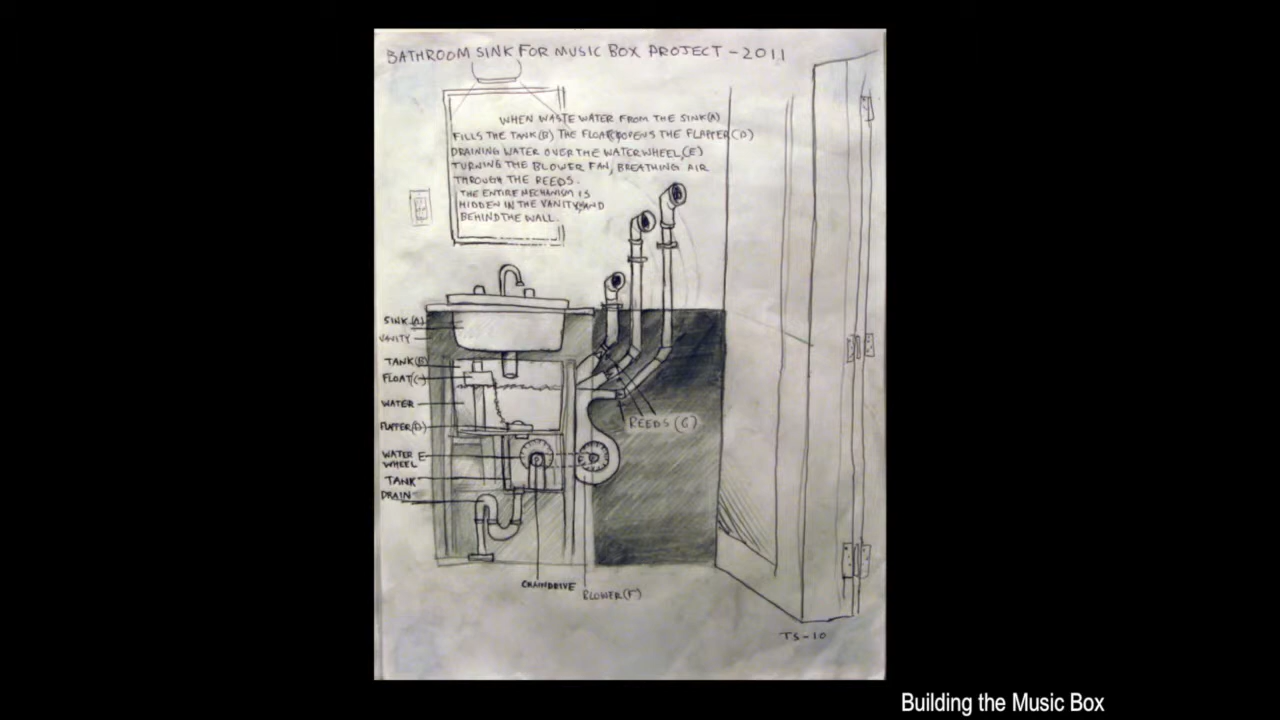 BATHROOM SINK FOR MUSIC BOX PROJECT - 2011
WHEN WASTE WATER FROM THE SINK(A)
FILLS THE TANK(B) THE FLOAT(C) OPENS THE FLAPPER(D)
DRAINING WATER OVER THE WATERWHEEL,(E)
TURNING THE BLOWER FAN, BREATHING AIR
THROUGH THE REEDS.
THE ENTIRE MECHANISM IS
HIDDEN IN THE VANITY AND
BEHIND THE WALL.
SINK(A)
VANITY
TANK(B)
FLOAT(C)
WATER
FLAPPER(D)
REEDS(G)
WATER E
WHEEL
TANK
DRAIN
CHAINDRIVE
BLOWER(F)
TS-10
Building the Music Box